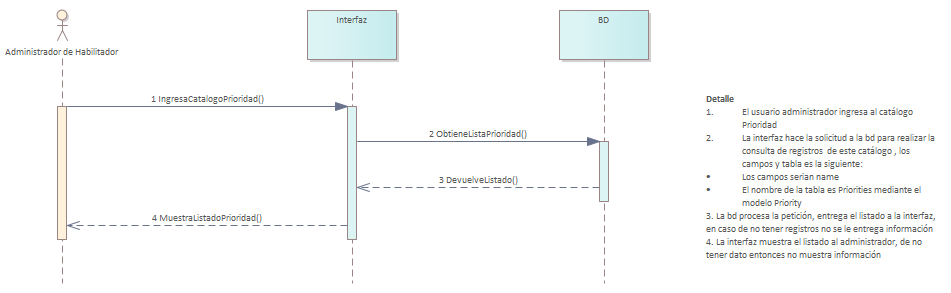 Interfaz
BD
Administrador de Habilitador
1 IngresaCatalogoPrioridad()
2 ObtieneListaPrioridad()
3 DevuelveListado()
4 MuestraListadoPrioridad()
Detalle
1. El usuario administrador ingresa al catálogo
Prioridad
2. La interfaz hace la solicitud a la bd para realizar la
consulta de registros de este catálogo , los
campos y tabla es la siguiente:
• Los campos serian name
• El nombre de la tabla es Priorities mediante el
modelo Priority
3. La bd procesa la petición, entrega el listado a la interfaz,
en caso de no tener registros no se le entrega información
4. La interfaz muestra el listado al administrador, de no
tener dato entonces no muestra información